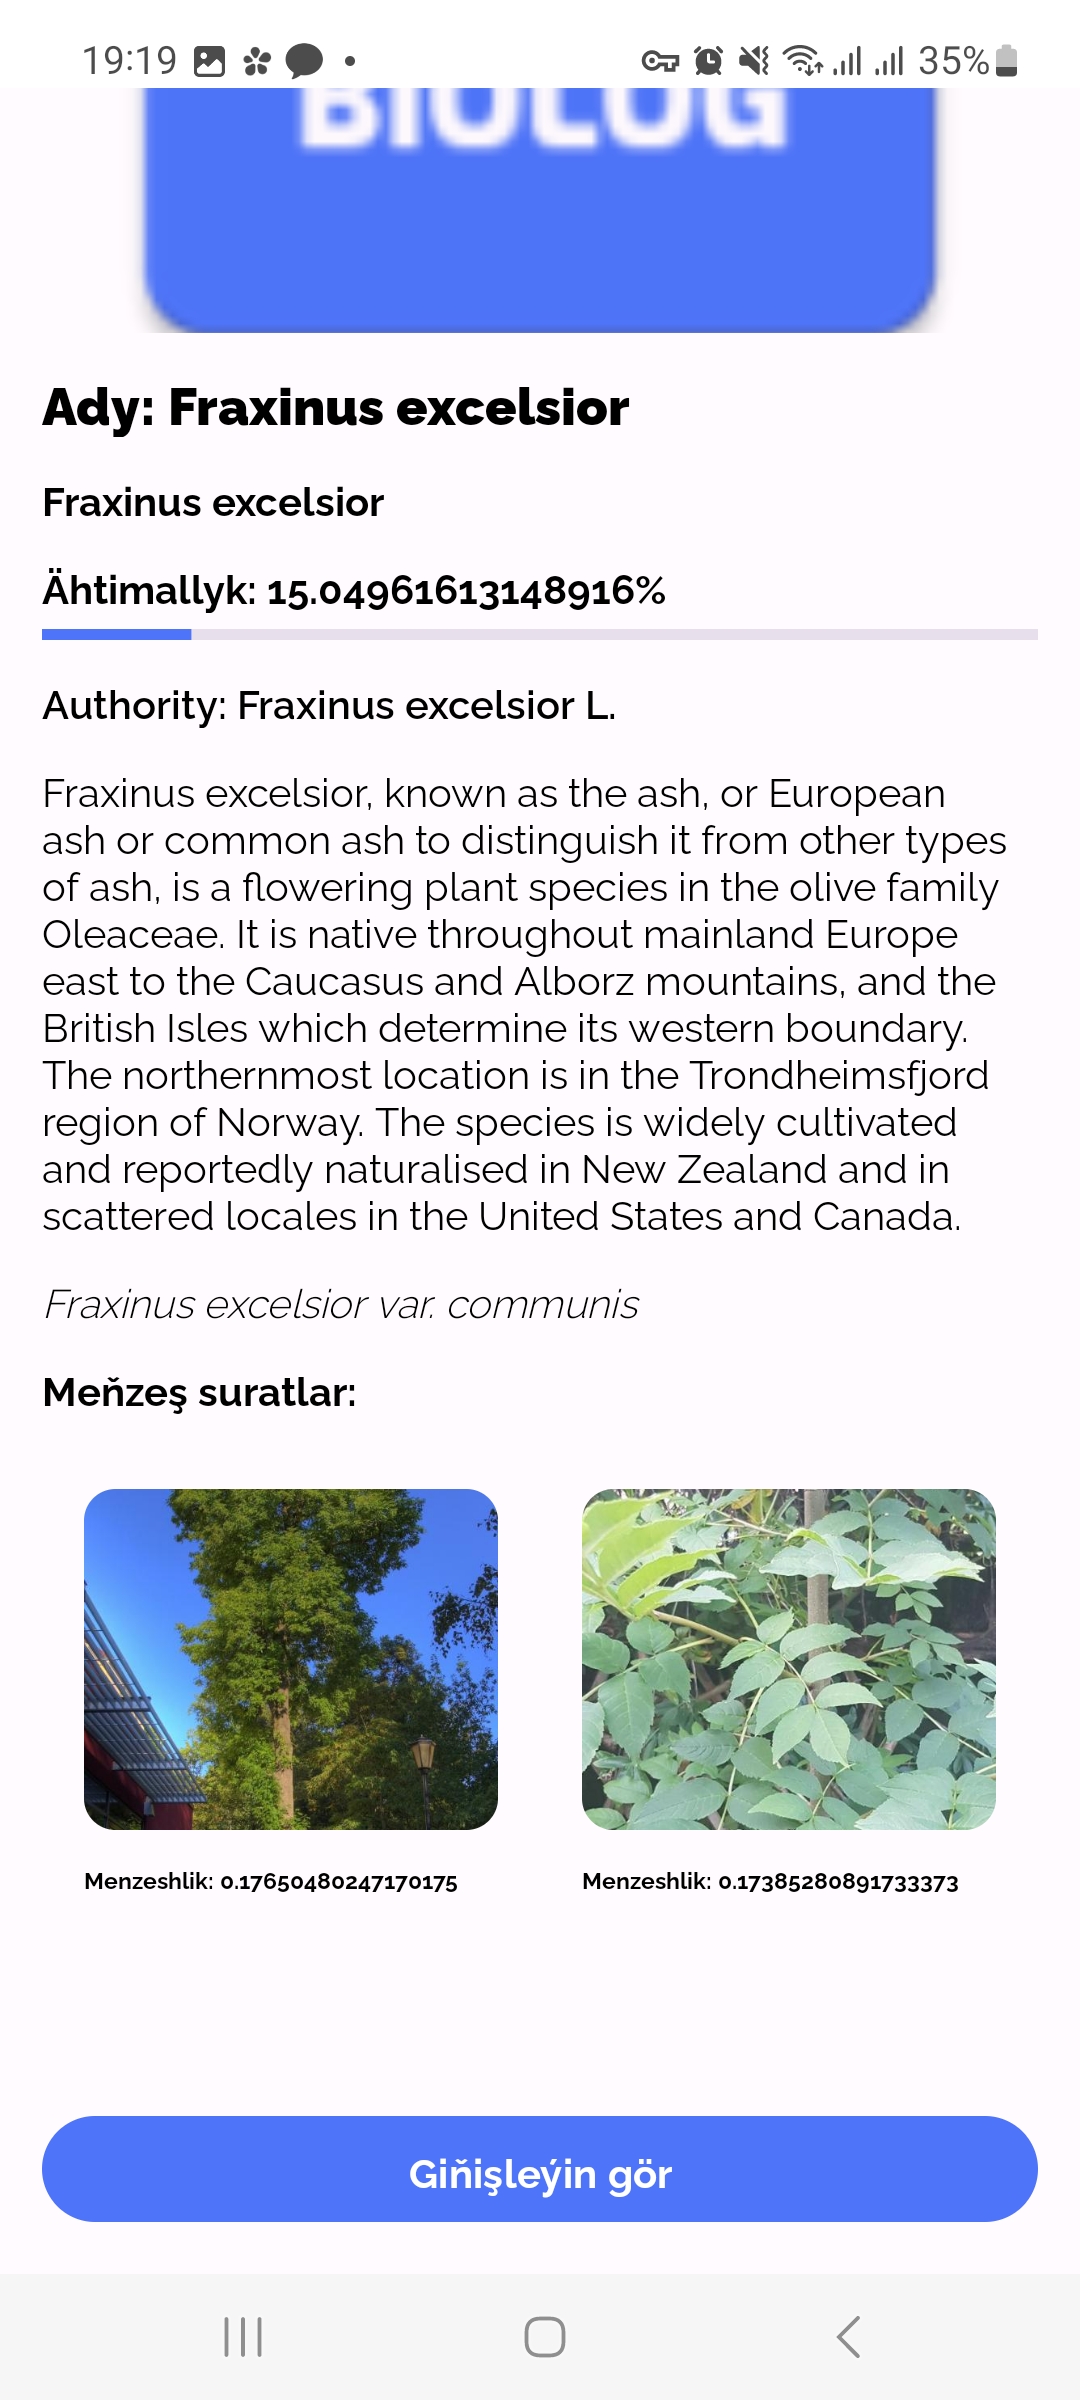 19:19
35%
BIOLOG
Ady: Fraxinus excelsior
Fraxinus excelsior
Ähtimallyk: 15.04961613148916%
Authority: Fraxinus excelsior L.
Fraxinus excelsior, known as the ash, or European
ash or common ash to distinguish it from other types
of ash, is a flowering plant species in the olive family
Oleaceae. It is native throughout mainland Europe
east to the Caucasus and Alborz mountains, and the
British Isles which determine its western boundary.
The northernmost location is in the Trondheimsfjord
region of Norway. The species is widely cultivated
and reportedly naturalised in New Zealand and in
scattered locales in the United States and Canada.
Fraxinus excelsior var. communis
Meňzeş suratlar:
Menzeshlik: 0.17650480247170175
Menzeshlik: 0.17385280891733373
Giňişleýin gör